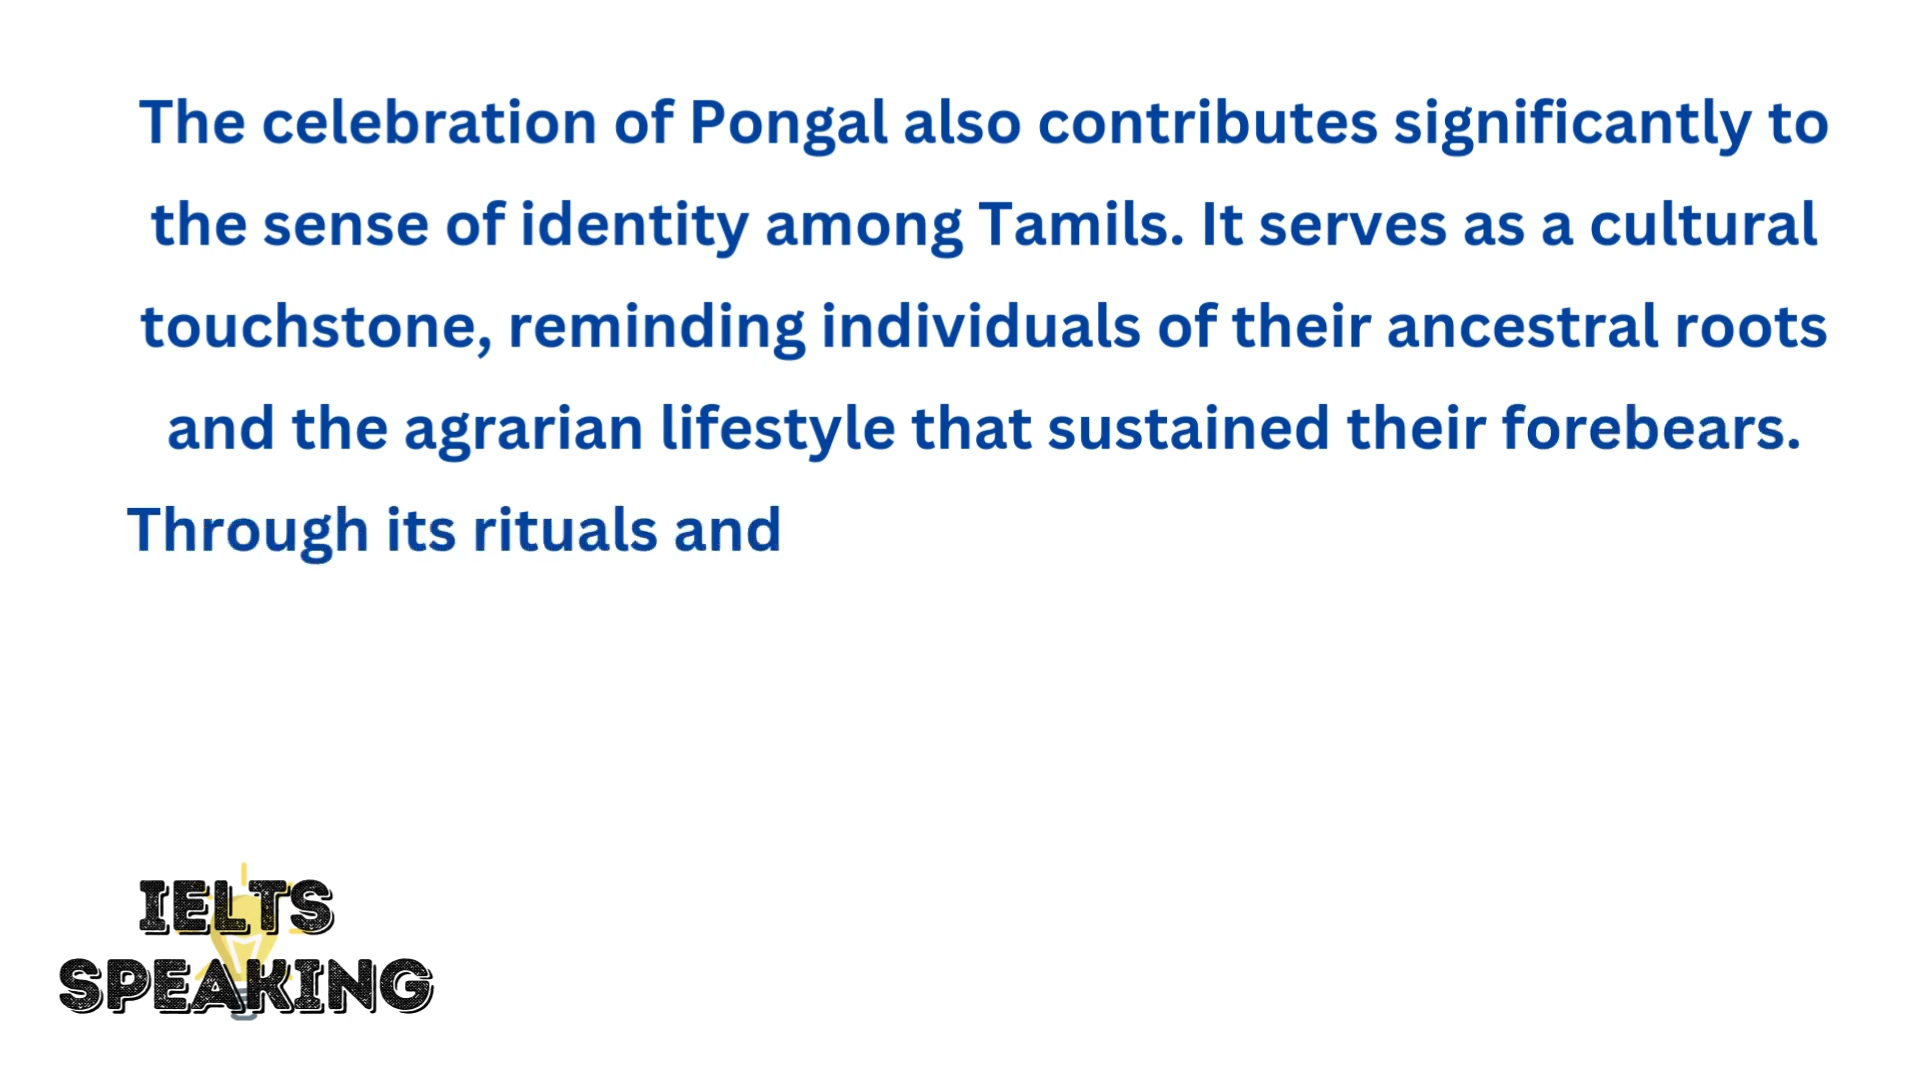 The celebration of Pongal also contributes significantly to
the sense of identity among Tamils. It serves as a cultural
touchstone, reminding individuals of their ancestral roots
and the agrarian lifestyle that sustained their forebears.
Through its rituals and
IELTS
SPEAKING